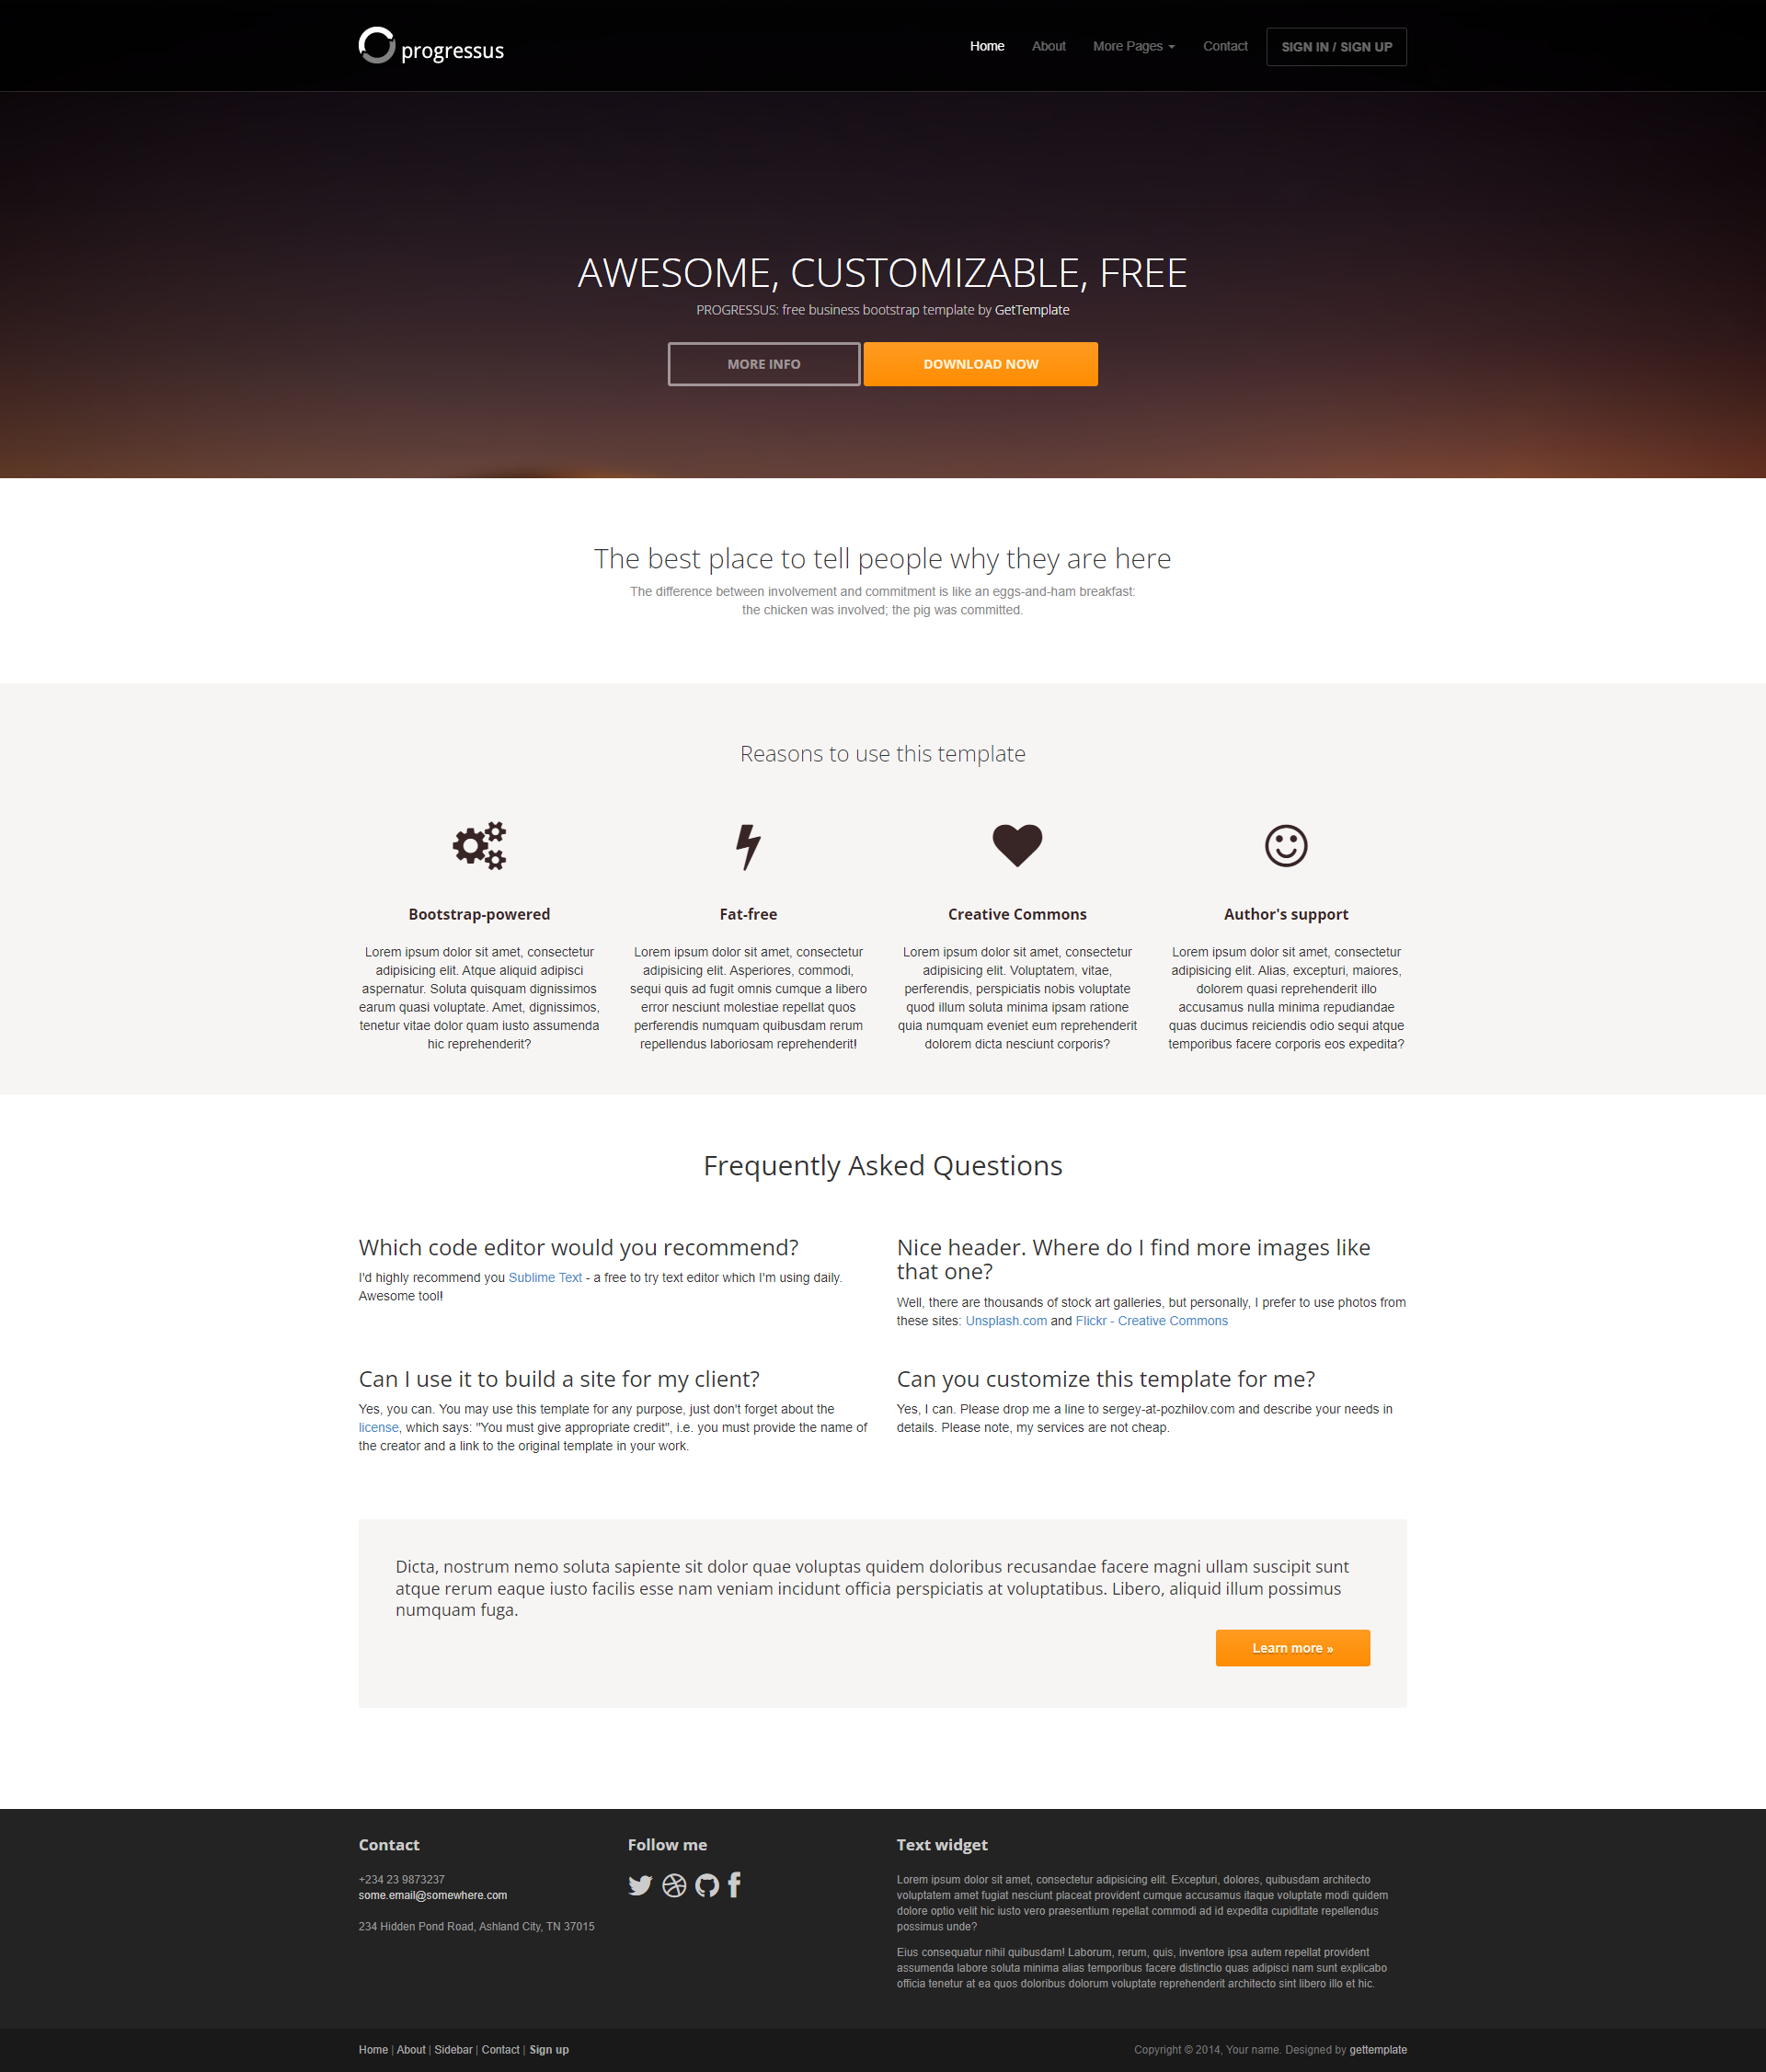 progressus
Home About More Pages Contact SIGN IN / SIGN UP
AWESOME, CUSTOMIZABLE, FREE
PROGRESSUS: free business bootstrap template by GetTemplate
MORE INFO DOWNLOAD NOW
The best place to tell people why they are here
The difference between involvement and commitment is like an eggs-and-ham breakfast:
the chicken was involved; the pig was committed.
Reasons to use this template
Bootstrap-powered
Lorem ipsum dolor sit amet, consectetur
adipisicing elit. Atque aliquid adipisci
aspernatur. Soluta quisquam dignissimos
earum quasi voluptate. Amet, dignissimos,
tenetur vitae dolor quam iusto assumenda
hic reprehenderit?
Fat-free
Lorem ipsum dolor sit amet, consectetur
adipisicing elit. Asperiores, commodi,
sequi quis ad fugit omnis cumque a libero
error nesciunt molestiae repellat quos
perferendis numquam quibusdam rerum
repellendus laboriosam reprehenderit!
Creative Commons
Lorem ipsum dolor sit amet, consectetur
adipisicing elit. Voluptatem, vitae,
perferendis, perspiciatis nobis voluptate
quod illum soluta minima ipsam ratione
quia numquam eveniet eum reprehenderit
dolorem dicta nesciunt corporis?
Author's support
Lorem ipsum dolor sit amet, consectetur
adipisicing elit. Alias, excepturi, maiores,
dolorem quasi reprehenderit illo
accusamus nulla minima repudiandae
quas ducimus reiciendis odio sequi atque
temporibus facere corporis eos expedita?
Frequently Asked Questions
Which code editor would you recommend?
I'd highly recommend you Sublime Text - a free to try text editor which I'm using daily.
Awesome tool!
Nice header. Where do I find more images like
that one?
Well, there are thousands of stock art galleries, but personally, I prefer to use photos from
these sites: Unsplash.com and Flickr - Creative Commons
Can I use it to build a site for my client?
Yes, you can. You may use this template for any purpose, just don't forget about the
license, which says: "You must give appropriate credit", i.e. you must provide the name of
the creator and a link to the original template in your work.
Can you customize this template for me?
Yes, I can. Please drop me a line to sergey-at-pozhilov.com and describe your needs in
details. Please note, my services are not cheap.
Dicta, nostrum nemo soluta sapiente sit dolor quae voluptas quidem doloribus recusandae facere magni ullam suscipit sunt
atque rerum eaque iusto facilis esse nam veniam incidunt officia perspiciatis at voluptatibus. Libero, aliquid illum possimus
numquam fuga.
Learn more »
Contact
+234 23 9873237
some.email@somewhere.com
234 Hidden Pond Road, Ashland City, TN 37015
Follow me
Text widget
Lorem ipsum dolor sit amet, consectetur adipisicing elit. Excepturi, dolores, quibusdam architecto
voluptatem amet fugiat nesciunt placeat provident cumque accusamus itaque voluptate modi quidem
dolore optio velit hic iusto vero praesentium repellat commodi ad id expedita cupiditate repellendus
possimus unde?
Eius consequatur nihil quibusdam! Laborum, rerum, quis, inventore ipsa autem repellat provident
assumenda labore soluta minima alias temporibus facere distinctio quas adipisci nam sunt explicabo
officia tenetur at ea quos doloribus dolorum voluptate reprehenderit architecto sint libero illo et hic.
Home | About | Sidebar | Contact | Sign up
Copyright © 2014, Your name. Designed by gettemplate